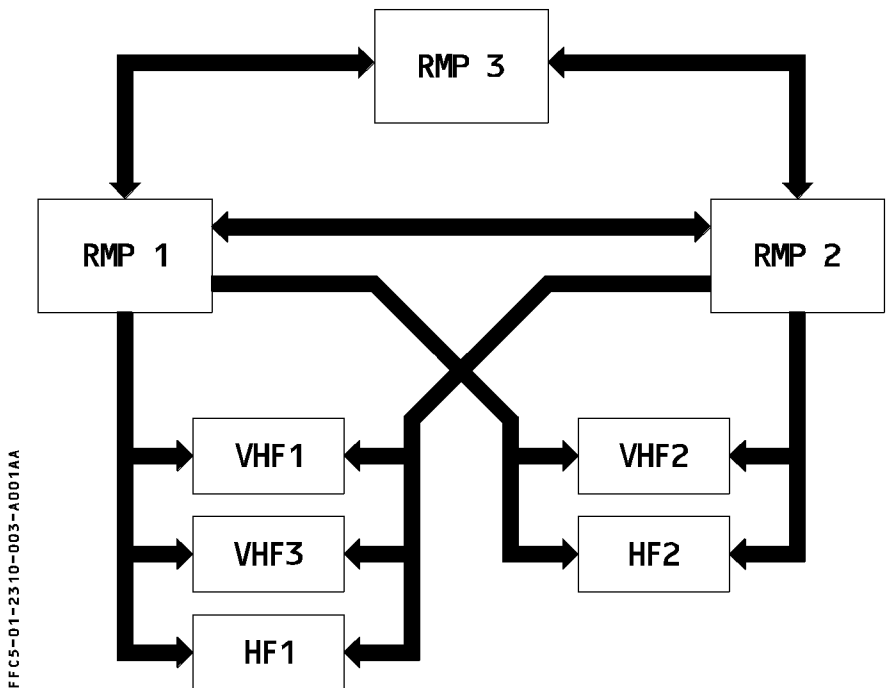 RMP 3
RMP 1
RMP 2
VHF1
VHF2
VHF3
HF2
HF1
FFC5-01-2310-003-A001AA